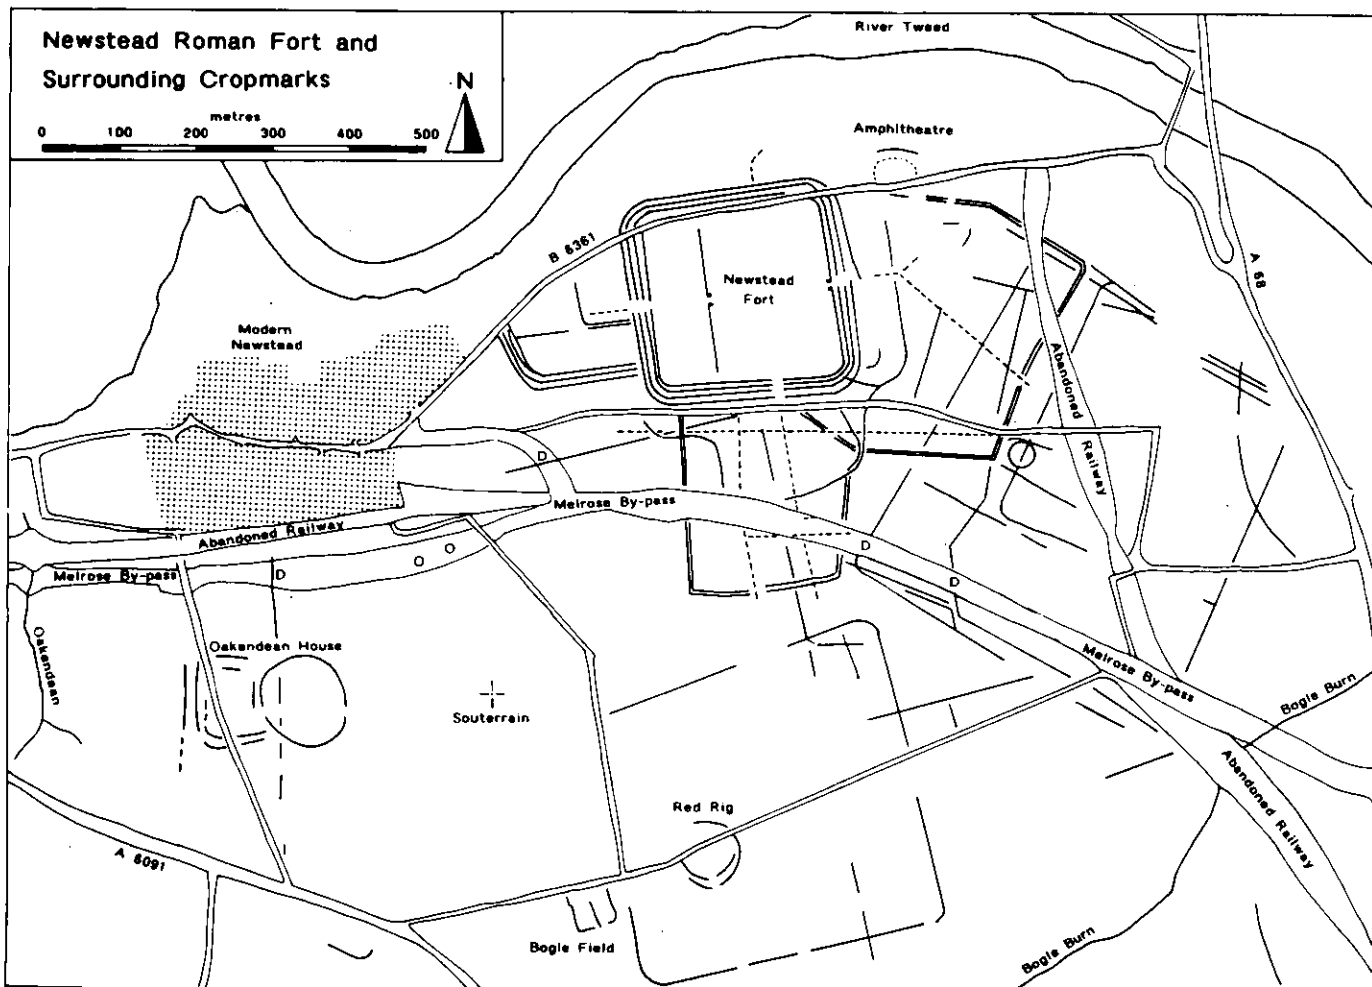 Newstead Roman Fort and
Surrounding Cropmarks
N
metres
0 100 200 300 400 500
River Tweed
Amphitheatre
B 6361
A 68
Newstead
Fort
Modern
Newstead
Abandoned
Railway
D
Melrose By-pass
Abandoned Railway
O O
D
D
D
Melrose By-pass
Oakendean
Oakandean House
Souterrain
Melrose By-pass
Bogle Burn
Abandoned Railway
Red Rig
A 6091
Bogle Field
Bogle Burn